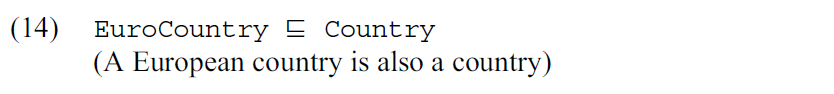 (14) EuroCountry ⊑ Country
(A European country is also a country)